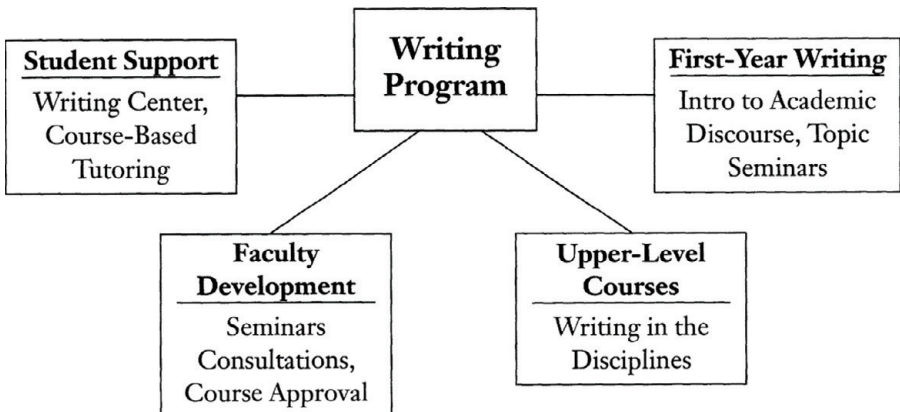 Writing
Program
Student Support
Writing Center,
Course-Based
Tutoring
First-Year Writing
Intro to Academic
Discourse, Topic
Seminars
Faculty
Development
Seminars
Consultations,
Course Approval
Upper-Level
Courses
Writing in the
Disciplines